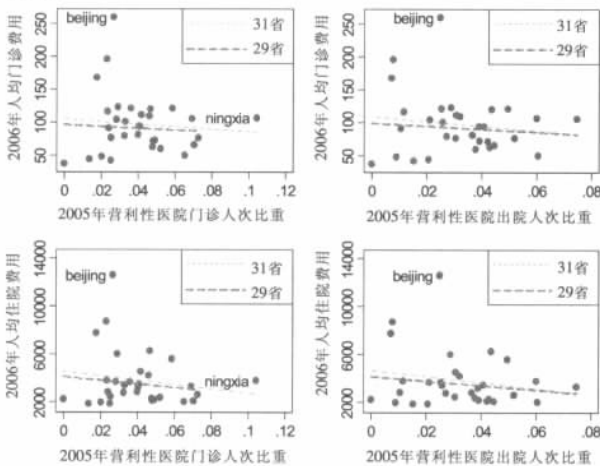 2006年人均门诊费用
250
200
150
100
50
beijing
ningxia
31省
29省
0 .02 .04 .06 .08 .1 .12
2005年营利性医院门诊人次比重
2006年人均门诊费用
250
200
150
100
50
beijing
31省
29省
0 .02 .04 .06 .08
2005年营利性医院出院人次比重
2006年人均住院费用
14000
10000
6000
2000
beijing
ningxia
31省
29省
0 .02 .04 .06 .08 .1 .12
2005年营利性医院门诊人次比重
2006年人均住院费用
14000
10000
6000
2000
beijing
31省
29省
0 .02 .04 .06 .08
2005年营利性医院出院人次比重